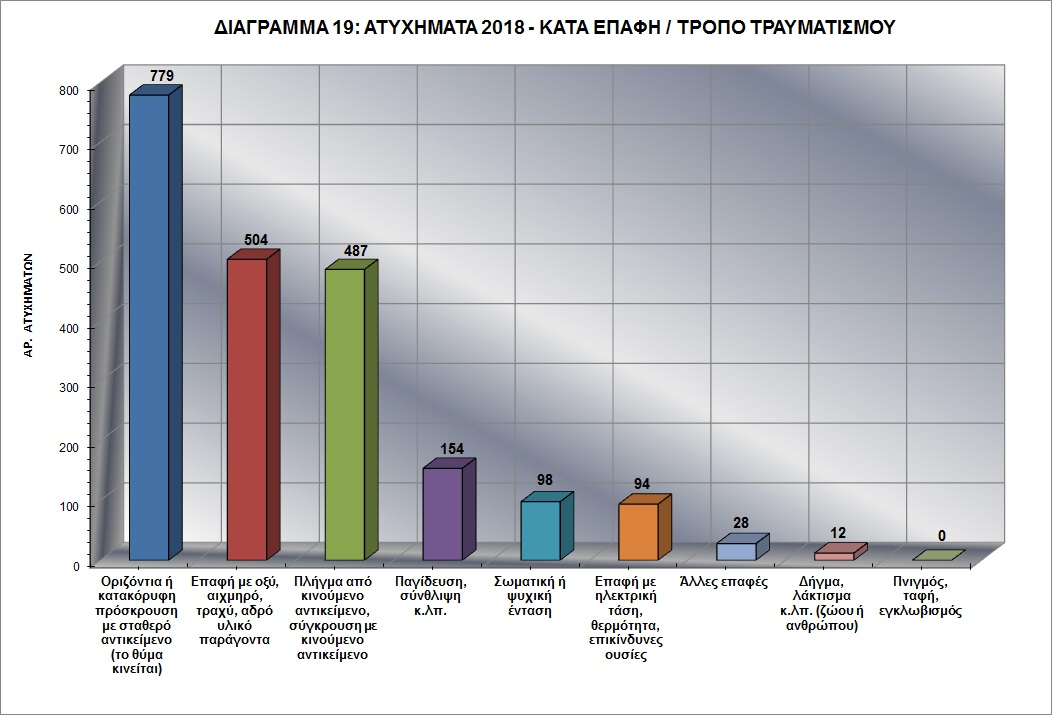 ΔΙΑΓΡΑΜΜΑ 19: ΑΤΥΧΗΜΑΤΑ 2018 - ΚΑΤΑ ΕΠΑΦΗ / ΤΡΟΠΟ ΤΡΑΥΜΑΤΙΣΜΟΥ
ΑΡ. ΑΤΥΧΗΜΑΤΩΝ
800
700
600
500
400
300
200
100
0
779
504
487
154
98
94
28
12
0
Οριζόντια ή
κατακόρυφη
πρόσκρουση
με σταθερό
αντικείμενο
(το θύμα
κινείται)
Επαφή με οξύ,
αιχμηρό,
τραχύ, αδρό
υλικό
παράγοντα
Πλήγμα από
κινούμενο
αντικείμενο,
σύγκρουση με
κινούμενο
αντικείμενο
Παγίδευση,
σύνθλιψη
κ.λπ.
Σωματική ή
ψυχική
ένταση
Επαφή με
ηλεκτρική
τάση,
θερμότητα,
επικίνδυνες
ουσίες
Άλλες επαφές
Δήγμα,
λάκτισμα
κ.λπ. (ζώου ή
ανθρώπου)
Πνιγμός,
ταφή,
εγκλωβισμός